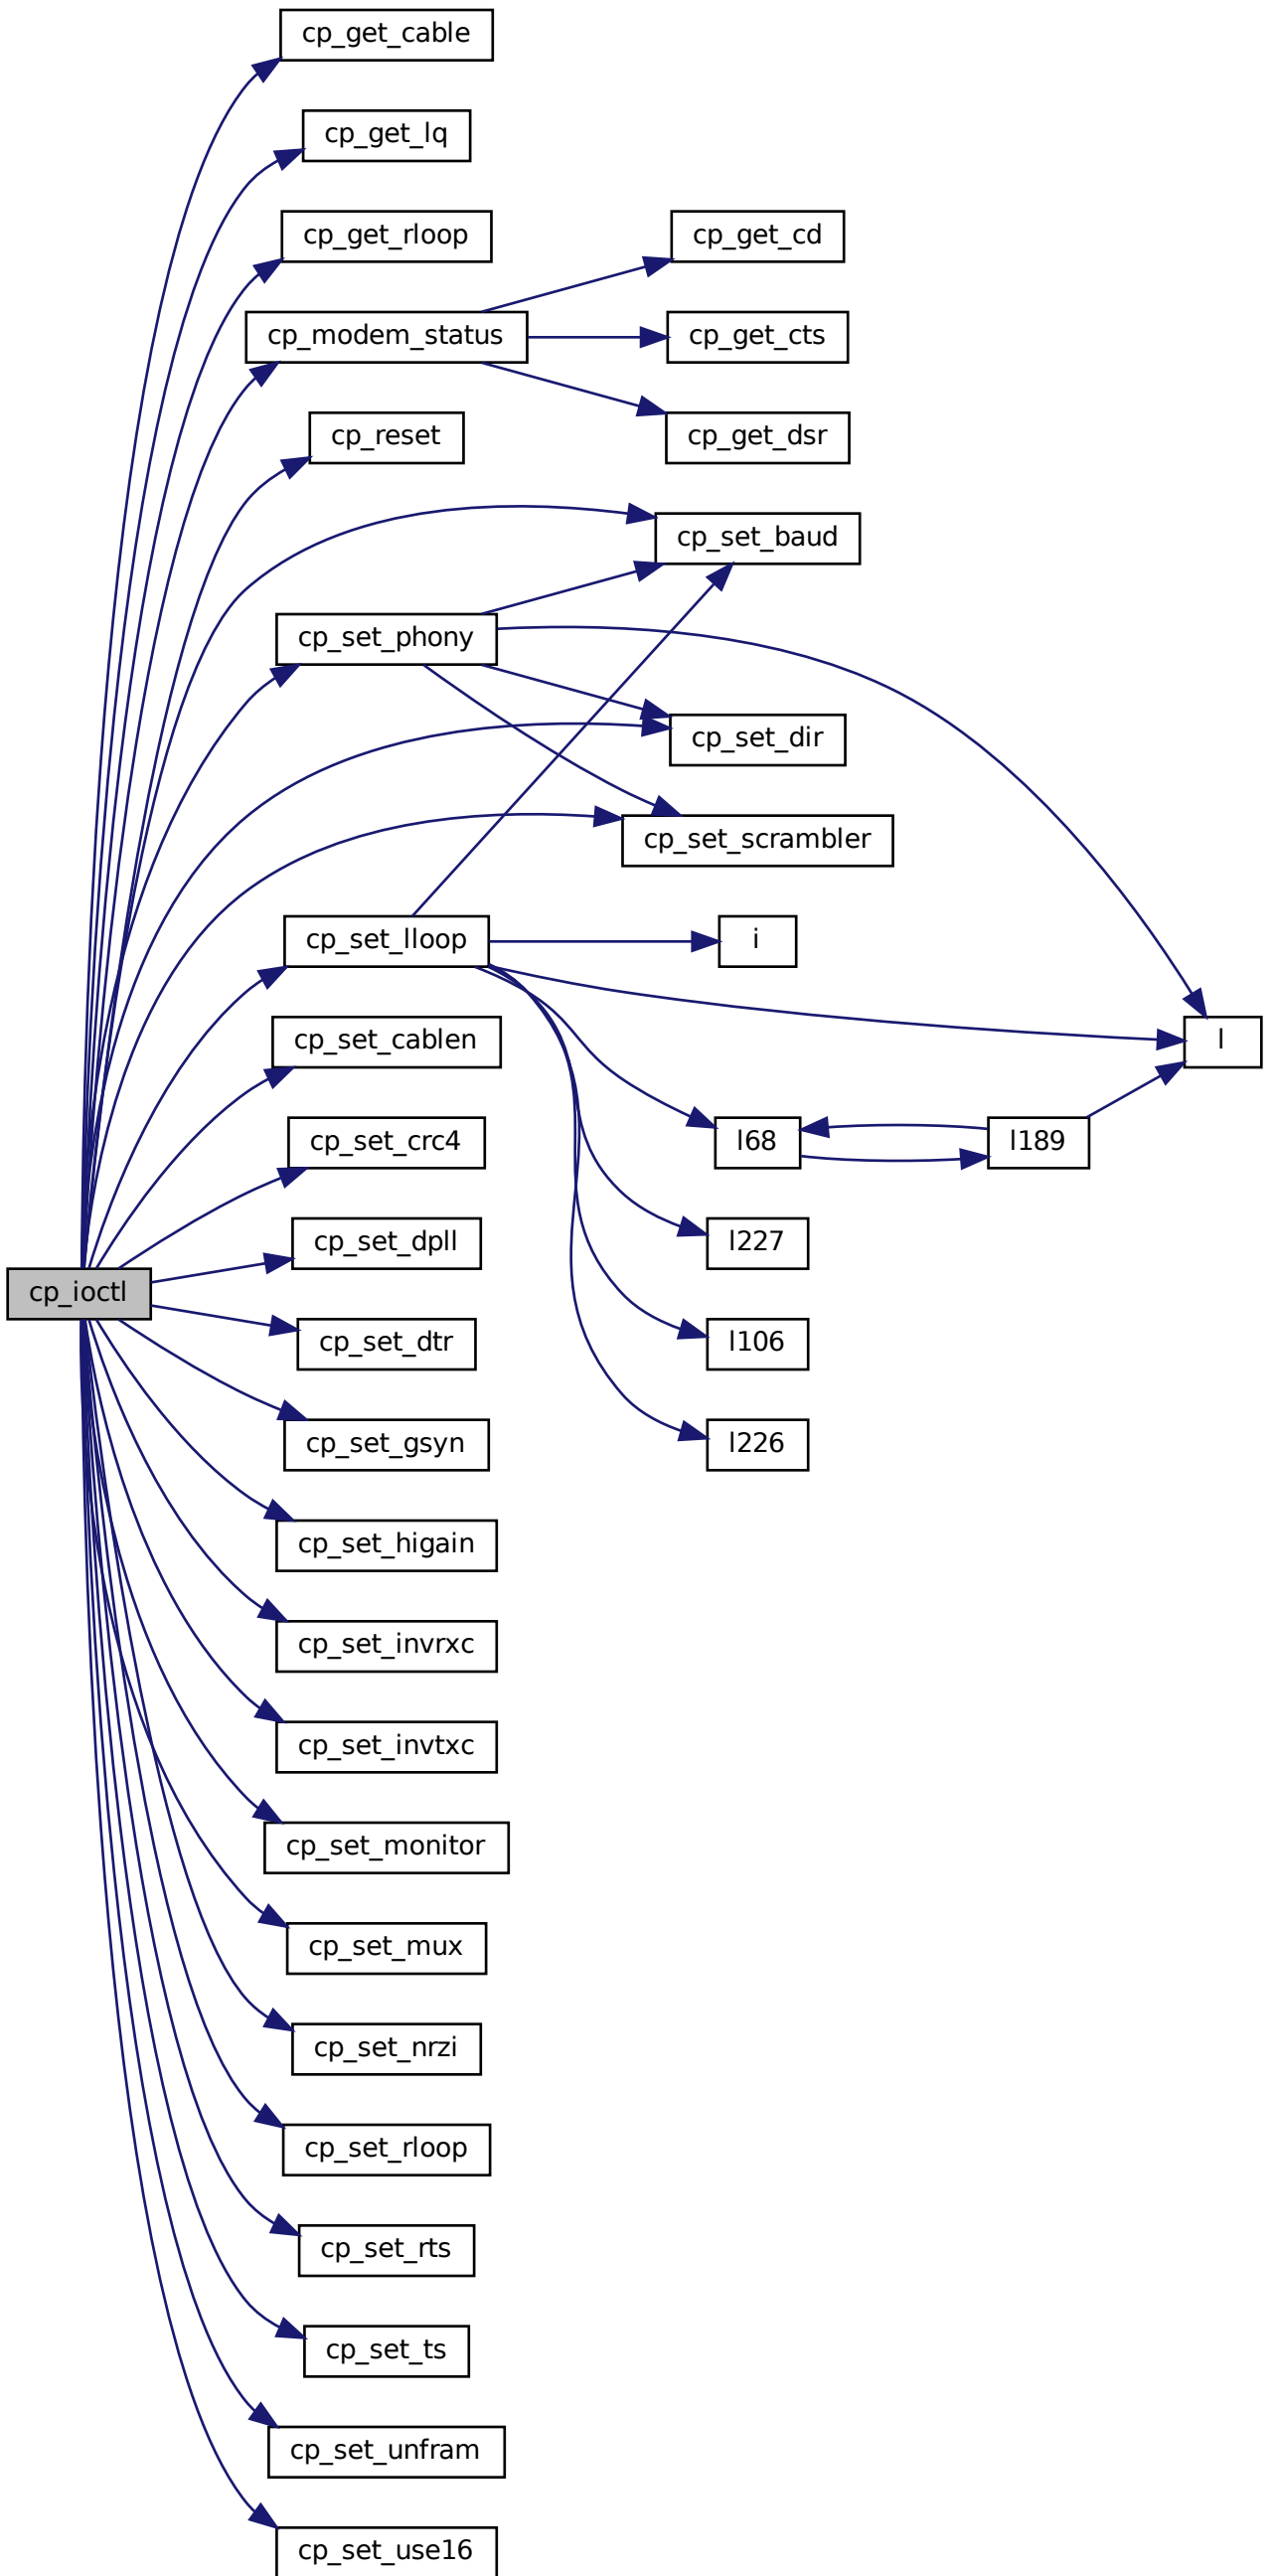 cp_get_cable
cp_get_lq
cp_get_rloop
cp_get_cd
cp_modem_status
cp_get_cts
cp_reset
cp_get_dsr
cp_set_baud
cp_set_phony
cp_set_dir
cp_set_scrambler
cp_set_lloop
i
cp_set_cablen
l
cp_set_crc4
l68
l189
cp_set_dpll
l227
cp_ioctl
cp_set_dtr
l106
cp_set_gsyn
l226
cp_set_higain
cp_set_invrxc
cp_set_invtxc
cp_set_monitor
cp_set_mux
cp_set_nrzi
cp_set_rloop
cp_set_rts
cp_set_ts
cp_set_unfram
cp_set_use16